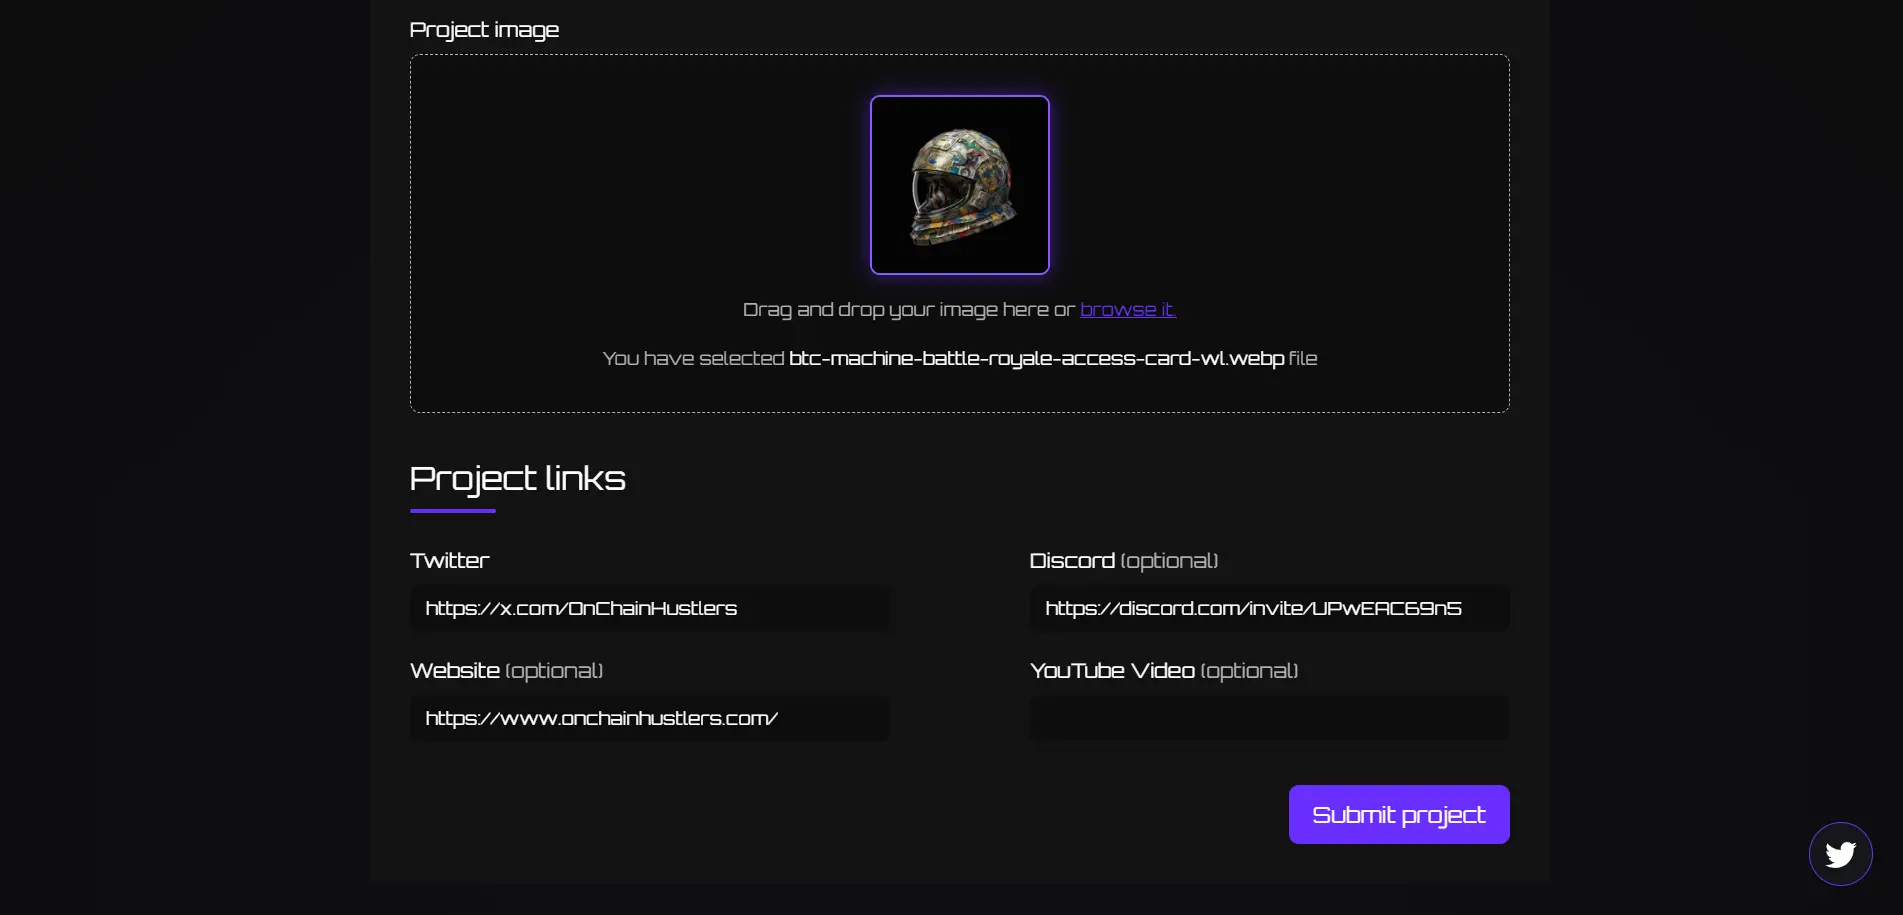 Project image
Drag and drop your image here or browse it.
You have selected btc-machine-battle-royale-access-card-wl.webp file
Project links
Twitter
https://x.com/OnChainHustlers
Discord (optional)
https://discord.com/invite/UPwEAC69n5
Website (optional)
https://www.onchainhustlers.com/
YouTube Video (optional)
Submit project